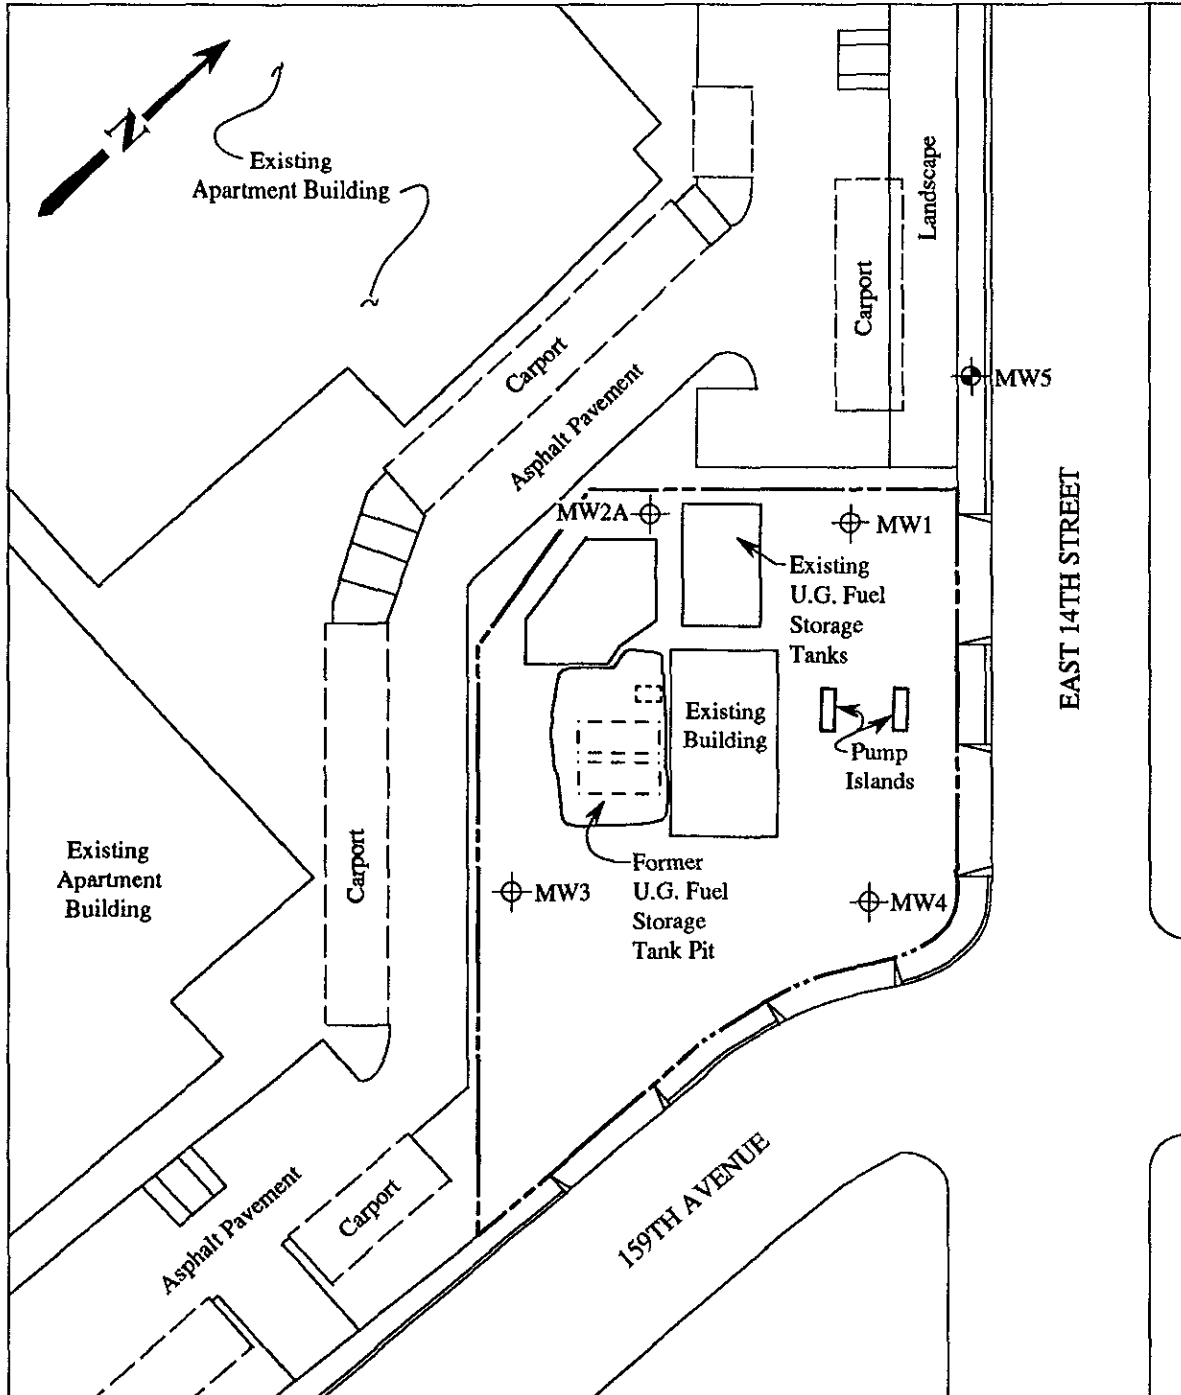 N
Existing
Apartment Building
Landscape
Carport
Carport
Asphalt Pavement
MW5
EAST 14TH STREET
MW2A
MW1
Existing
U.G. Fuel
Storage
Tanks
Existing
Building
Pump
Islands
Carport
Existing
Apartment
Building
Former
U.G. Fuel
Storage
Tank Pit
MW3
MW4
159TH AVENUE
Asphalt Pavement
Carport